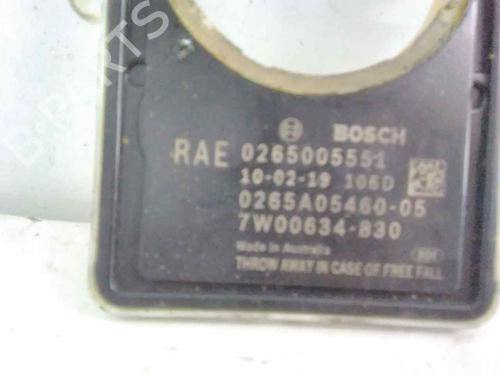 BOSCH
RAE 0265005551
10-02-19 105D
0265A05460-05
7W00634-830
Made in Australia
THROW AWAY IN CASE OF FREE FALL
B-PARTS